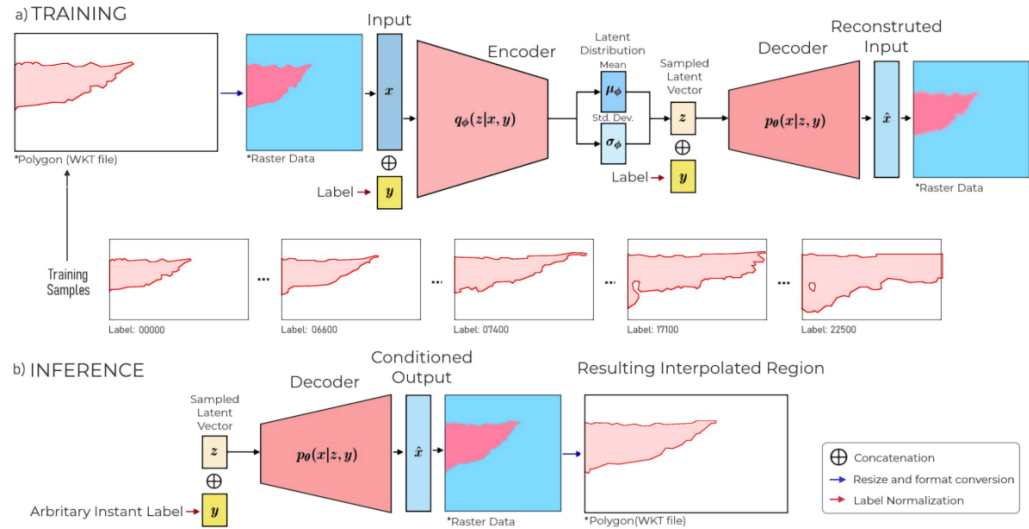 a) TRAINING
Input
Encoder
Latent
Distribution
Mean
Sampled
Latent
Vector
Decoder
Reconstructed
Input
x
qϕ(z|x, y)
μϕ
Std. Dev.
σϕ
z
pθ(x|z, y)
x̂
*Polygon (WKT file)
*Raster Data
⊕
Label
y
⊕
Label
y
*Raster Data
Training
Samples
...
...
...
...
Label: 00000
Label: 06600
Label: 07400
Label: 17100
Label: 22500
b) INFERENCE
Sampled
Latent
Vector
Decoder
Conditioned
Output
Resulting Interpolated Region
z
pθ(x|z, y)
x̂
⊕
Arbritary Instant Label
y
*Raster Data
*Polygon(WKT file)
⊕ Concatenation
Resize and format conversion
Label Normalization